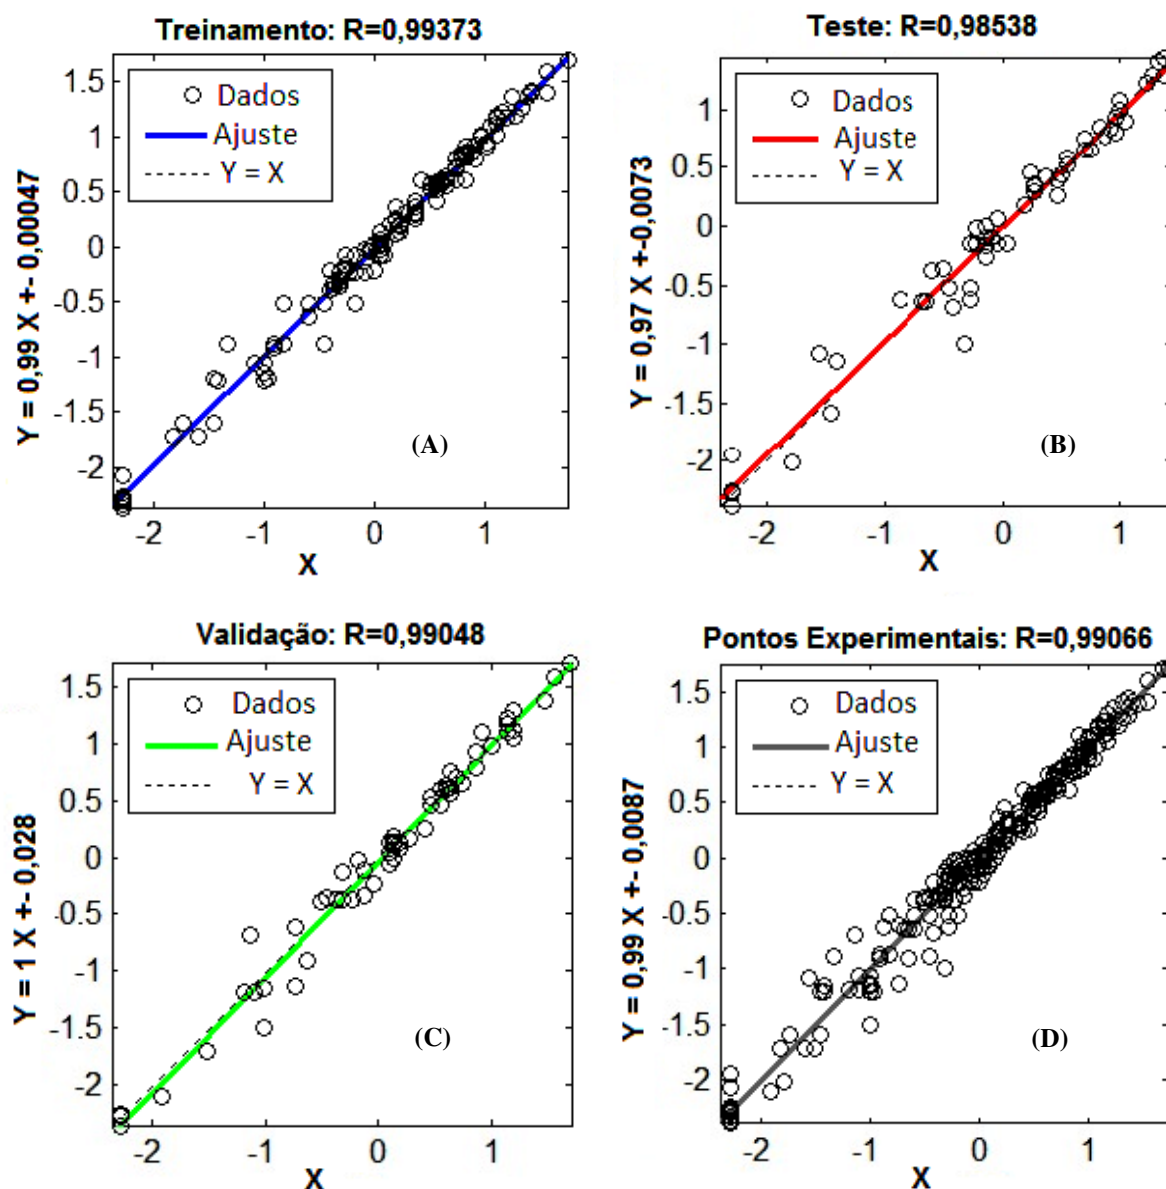 Treinamento: R=0,99373
Y = 0,99 X +- 0,00047
1.5
1
0.5
0
-0.5
-1
-1.5
-2
Dados
Ajuste
Y = X
(A)
-2
-1
0
1
X
Teste: R=0,98538
Y = 0,97 X +-0,0073
1
0.5
0
-0.5
-1
-1.5
-2
Dados
Ajuste
Y = X
(B)
-2
-1
0
1
X
Validação: R=0,99048
Y = 1 X +- 0,028
1.5
1
0.5
0
-0.5
-1
-1.5
-2
Dados
Ajuste
Y = X
(C)
-2
-1
0
1
X
Pontos Experimentais: R=0,99066
Y = 0,99 X +- 0,0087
1.5
1
0.5
0
-0.5
-1
-1.5
-2
Dados
Ajuste
Y = X
(D)
-2
-1
0
1
X